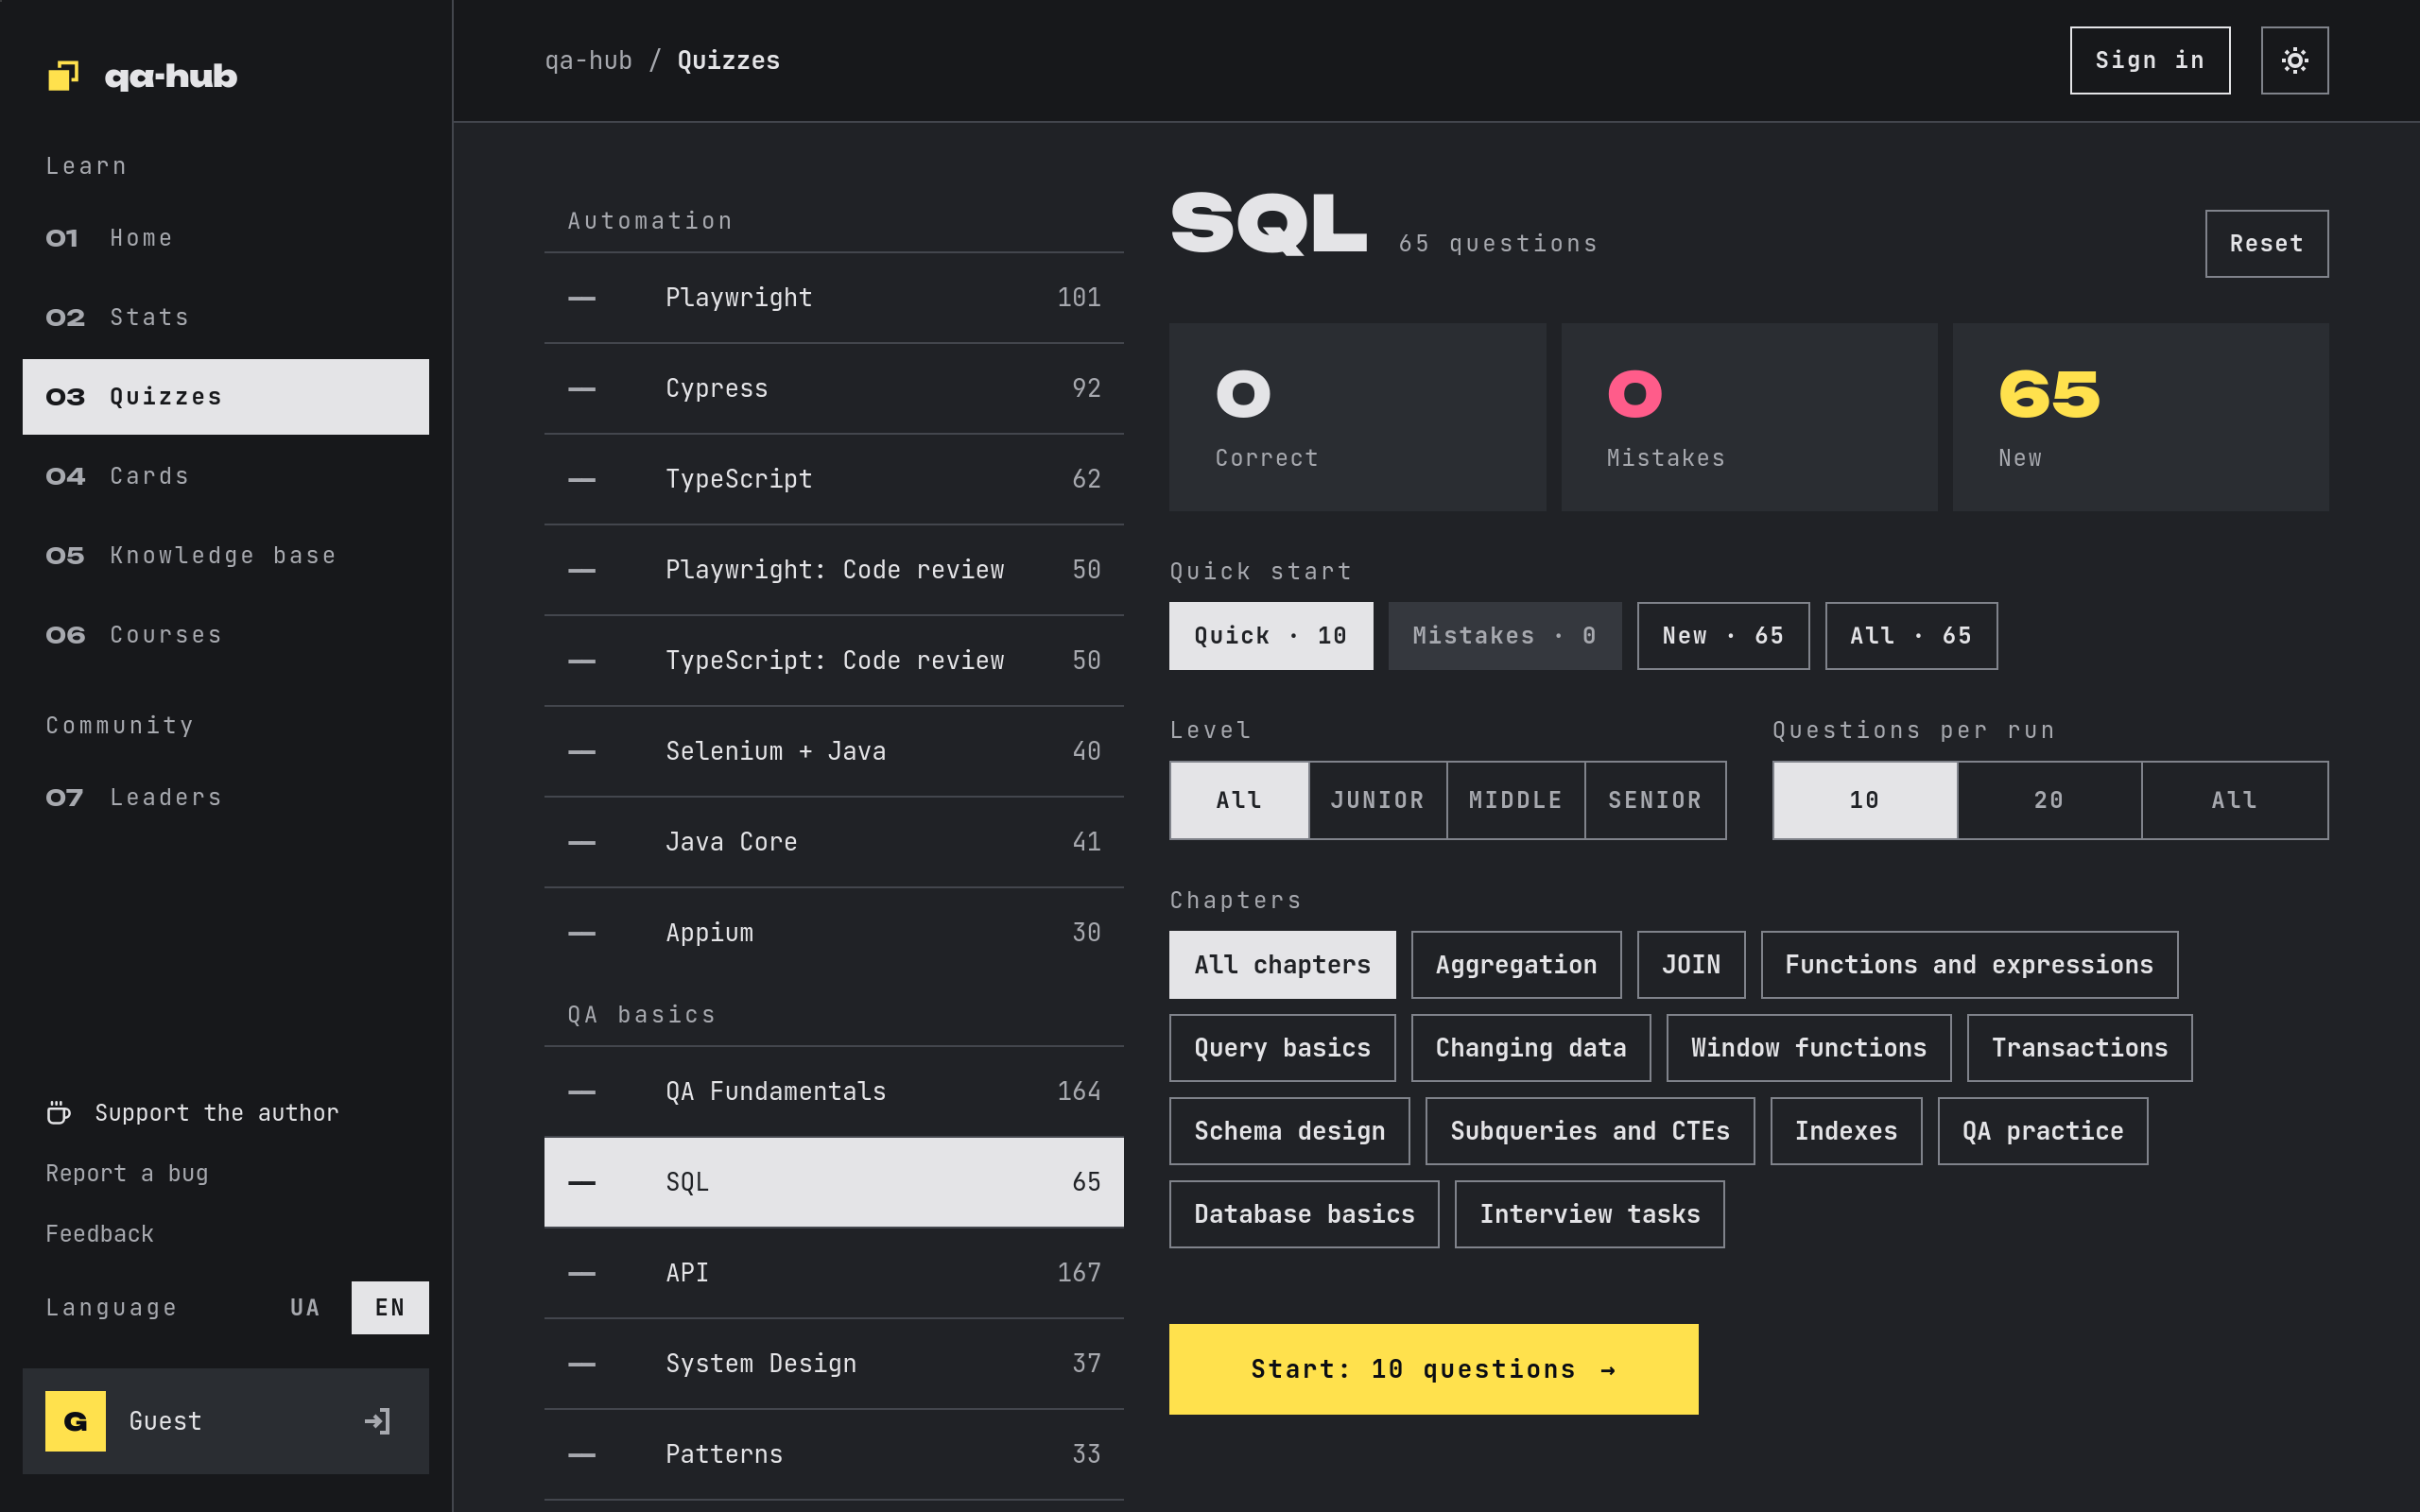 qa-hub
Learn
01 Home
02 Stats
03 Quizzes
04 Cards
05 Knowledge base
06 Courses
Community
07 Leaders
Support the author
Report a bug
Feedback
Language UA EN
G Guest
qa-hub / Quizzes
Sign in
Automation
— Playwright 101
— Cypress 92
— TypeScript 62
— Playwright: Code review 50
— TypeScript: Code review 50
— Selenium + Java 40
— Java Core 41
— Appium 30
QA basics
— QA Fundamentals 164
— SQL 65
— API 167
— System Design 37
— Patterns 33
SQL 65 questions
Reset
0 0 65
Correct Mistakes New
Quick start
Quick · 10 Mistakes · 0 New · 65 All · 65
Level
All JUNIOR MIDDLE SENIOR
Questions per run
10 20 All
Chapters
All chapters Aggregation JOIN Functions and expressions
Query basics Changing data Window functions Transactions
Schema design Subqueries and CTEs Indexes QA practice
Database basics Interview tasks
Start: 10 questions →